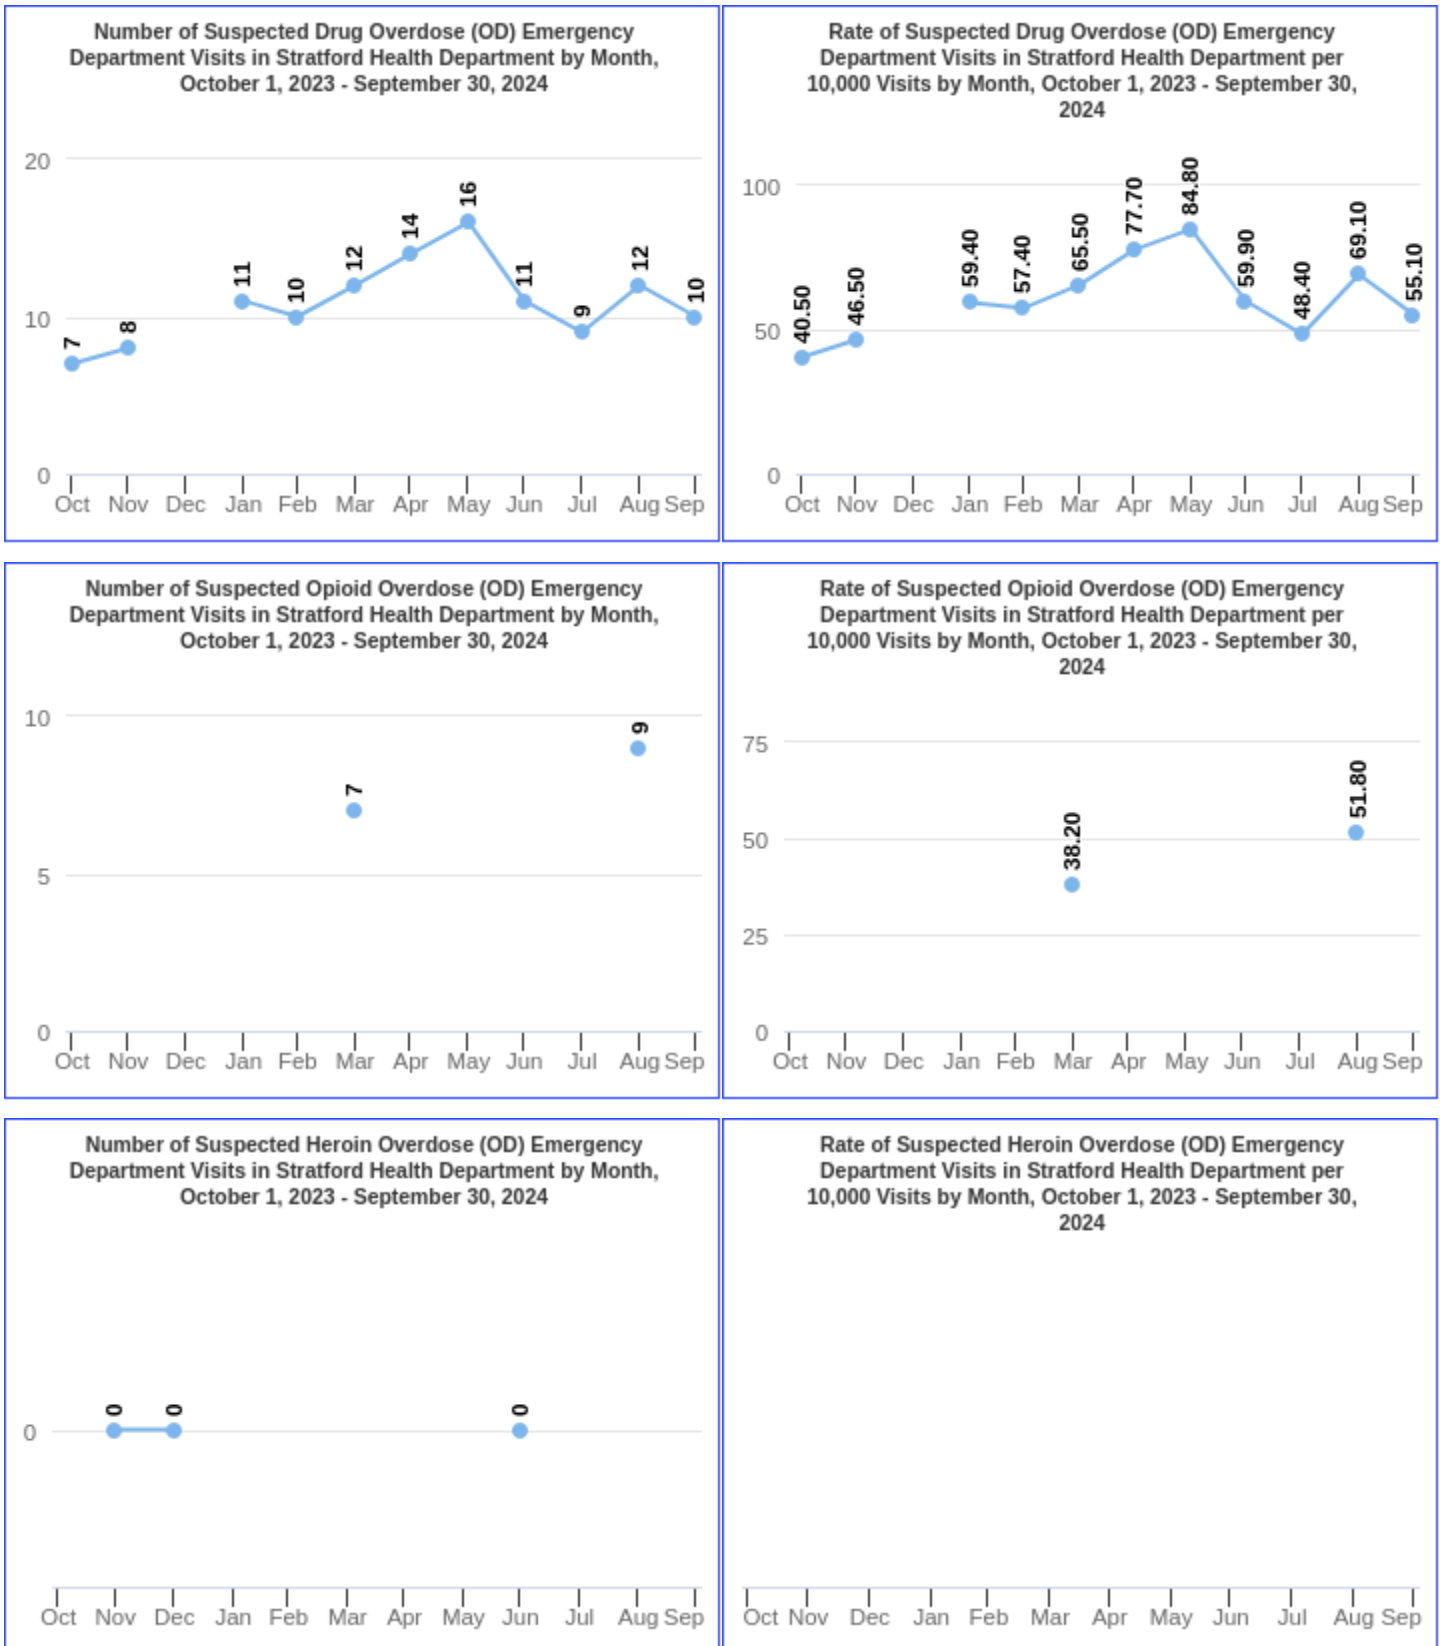 Number of Suspected Drug Overdose (OD) Emergency
Department Visits in Stratford Health Department by Month,
October 1, 2023 - September 30, 2024
20
10
0
7
8
11
10
12
14
16
11
9
12
10
Oct Nov Dec Jan Feb Mar Apr May Jun Jul Aug Sep
Rate of Suspected Drug Overdose (OD) Emergency
Department Visits in Stratford Health Department per
10,000 Visits by Month, October 1, 2023 - September 30,
2024
100
50
0
40.50
46.50
59.40
57.40
65.50
77.70
84.80
59.90
48.40
69.10
55.10
Oct Nov Dec Jan Feb Mar Apr May Jun Jul Aug Sep
Number of Suspected Opioid Overdose (OD) Emergency
Department Visits in Stratford Health Department by Month,
October 1, 2023 - September 30, 2024
10
5
0
7
9
Oct Nov Dec Jan Feb Mar Apr May Jun Jul Aug Sep
Rate of Suspected Opioid Overdose (OD) Emergency
Department Visits in Stratford Health Department per
10,000 Visits by Month, October 1, 2023 - September 30,
2024
75
50
25
0
38.20
51.80
Oct Nov Dec Jan Feb Mar Apr May Jun Jul Aug Sep
Number of Suspected Heroin Overdose (OD) Emergency
Department Visits in Stratford Health Department by Month,
October 1, 2023 - September 30, 2024
0
0
0
0
Oct Nov Dec Jan Feb Mar Apr May Jun Jul Aug Sep
Rate of Suspected Heroin Overdose (OD) Emergency
Department Visits in Stratford Health Department per
10,000 Visits by Month, October 1, 2023 - September 30,
2024
Oct Nov Dec Jan Feb Mar Apr May Jun Jul Aug Sep